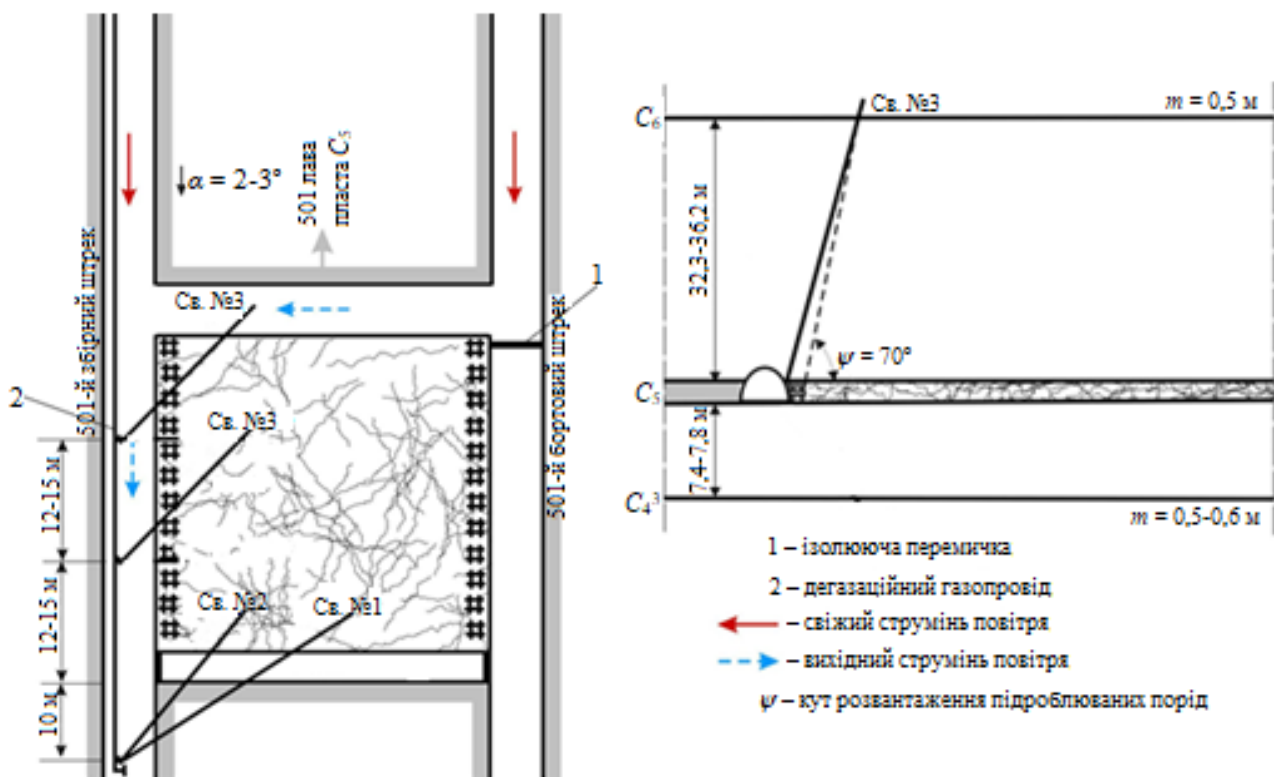 α = 2-3°
501 лава
пласта C5
501-й збірний штрек
Св. №3
1
2
Св. №3
501-й бортовий штрек
12-15 м
12-15 м
Св. №2
Св. №1
10 м
Св. №3
m = 0,5 м
C6
32,3-36,2 м
ψ = 70°
C5
7,4-7,8 м
C4³
m = 0,5-0,6 м
1 – ізолююча перемичка
2 – дегазаційний газопровід
– свіжий струмінь повітря
– вихідний струмінь повітря
ψ – кут розвантаження підроблюваних порід